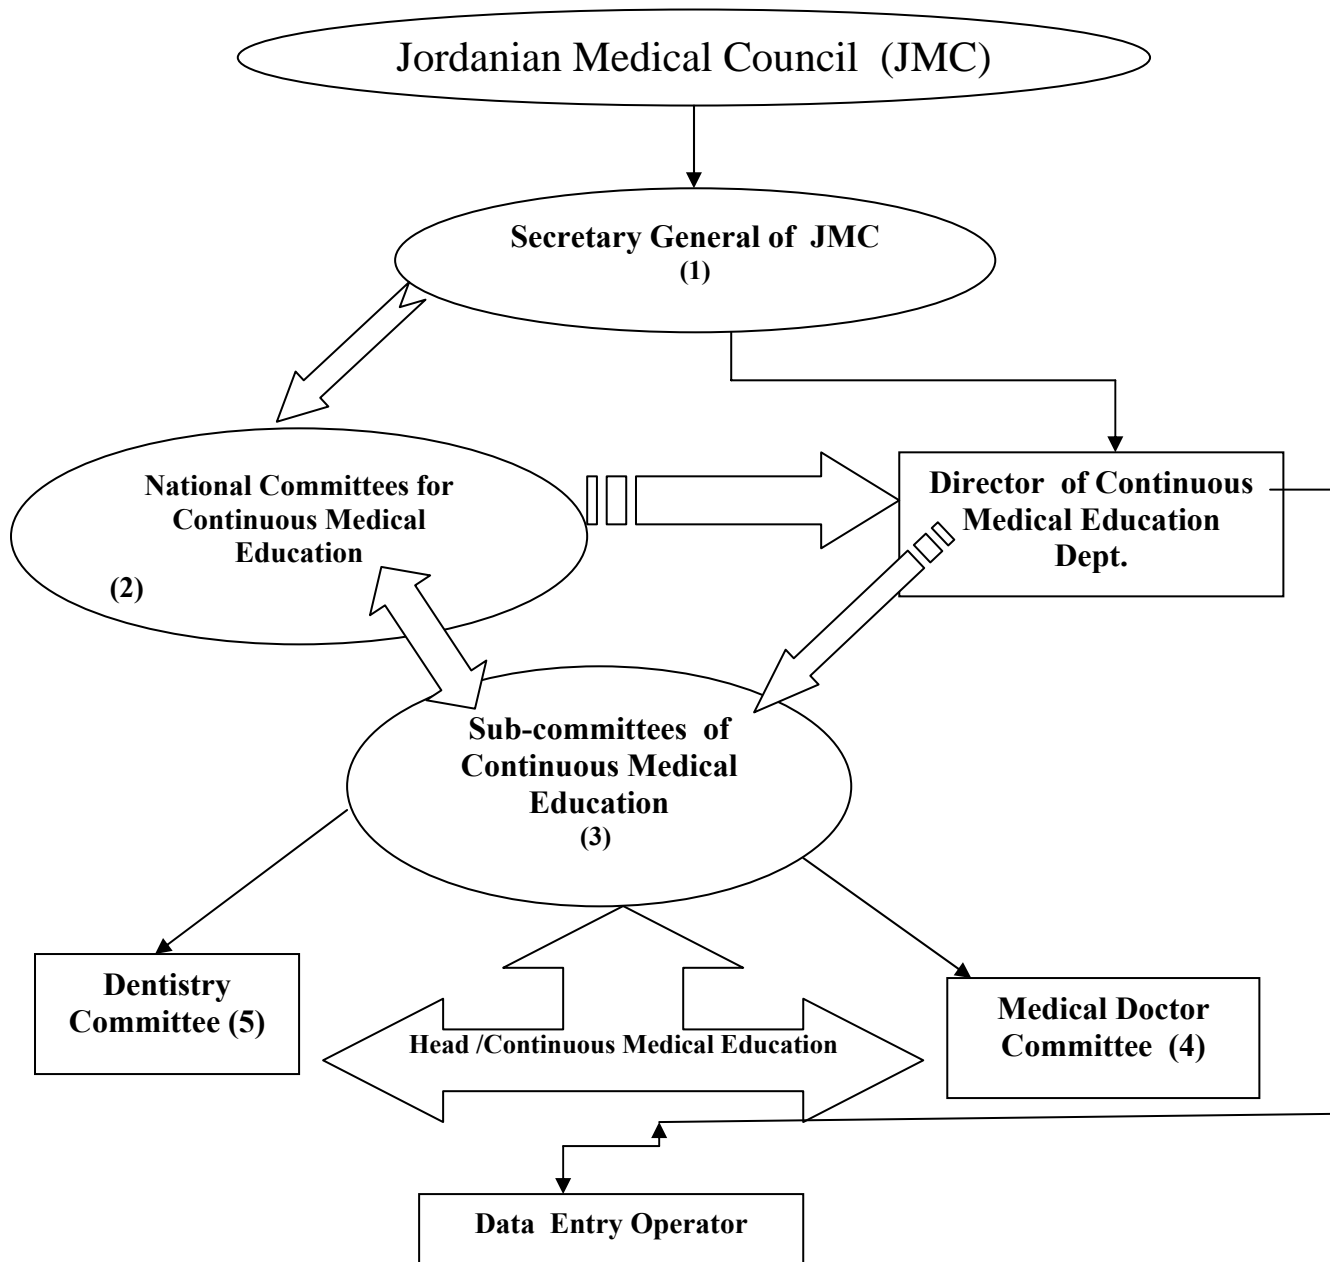 Jordanian Medical Council (JMC)
Secretary General of JMC
(1)
National Committees for
Continuous Medical
Education
(2)
Director of Continuous
Medical Education
Dept.
Sub-committees of
Continuous Medical
Education
(3)
Dentistry
Committee (5)
Head /Continuous Medical Education
Medical Doctor
Committee (4)
Data Entry Operator